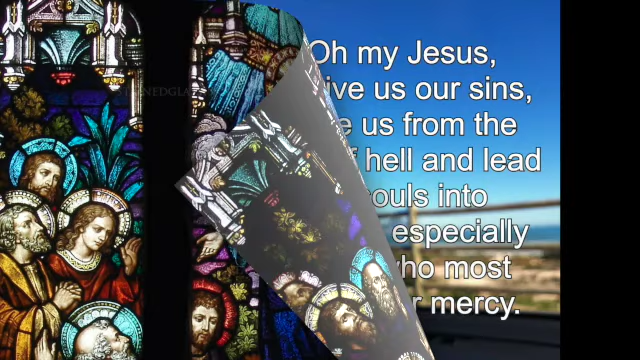 Oh my Jesus,
ive us our sins,
e us from the
f hell and lead
ouls into
especially
ho most
r mercy.